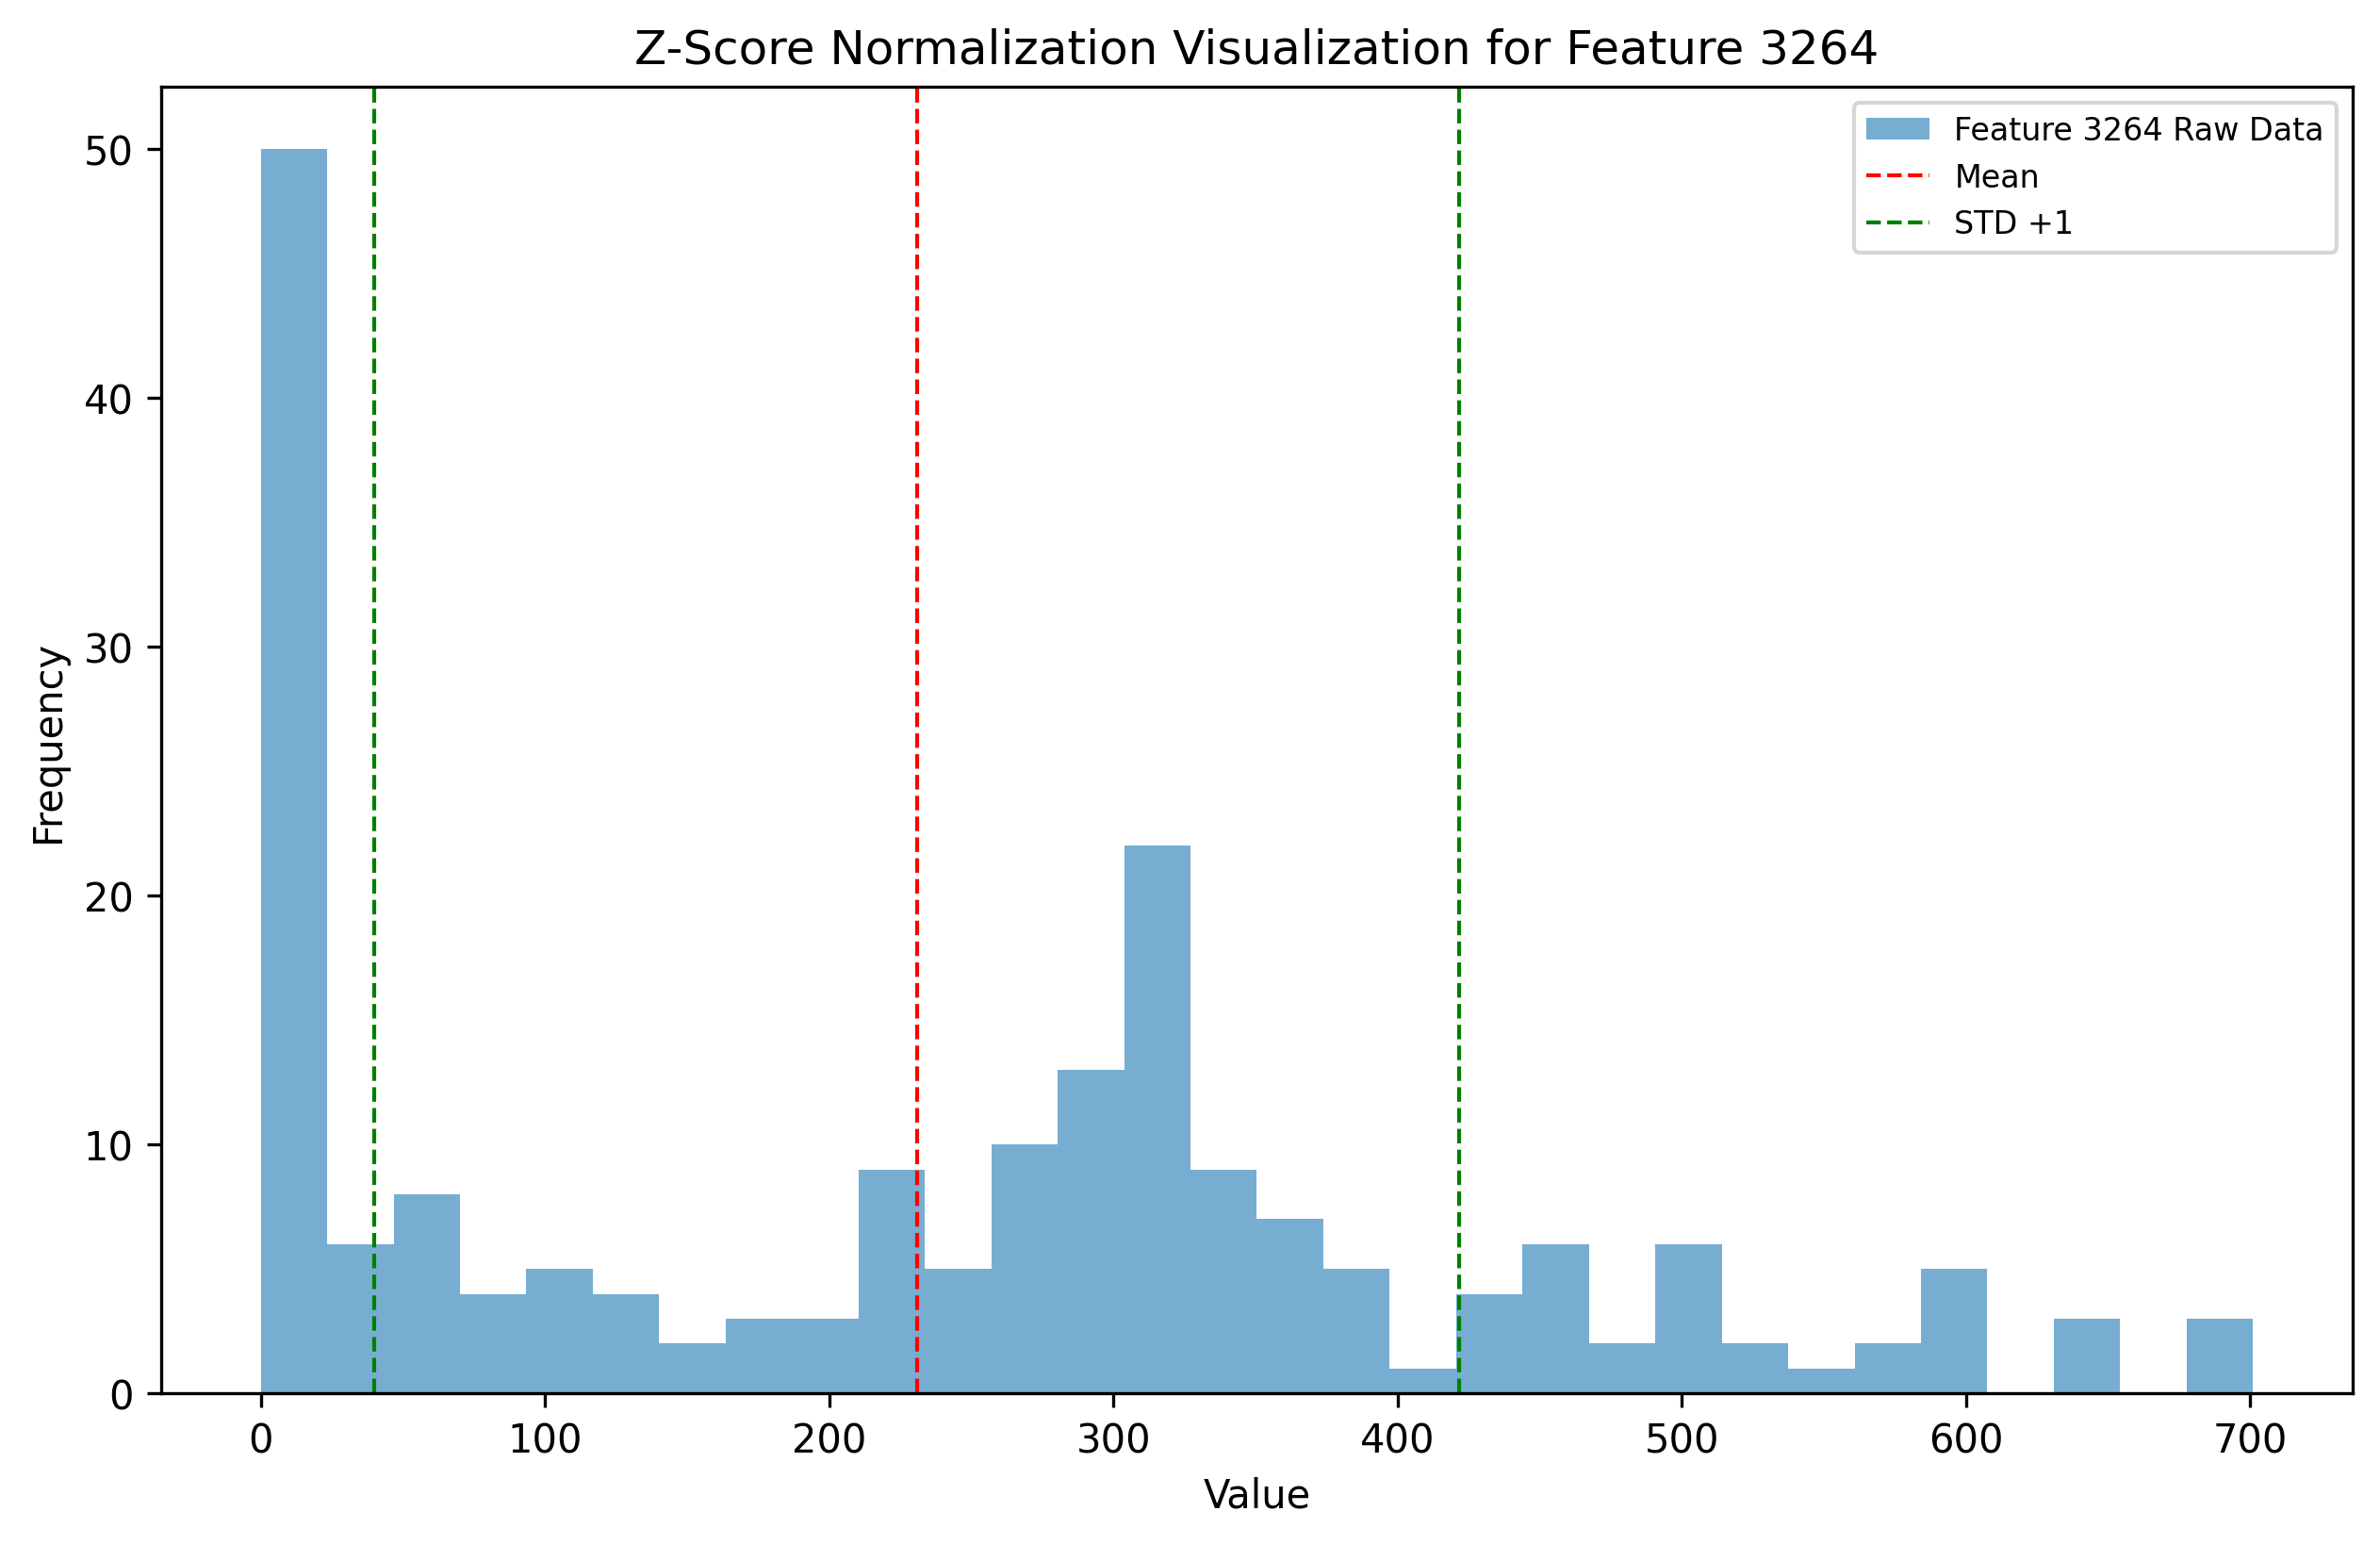 Z-Score Normalization Visualization for Feature 3264
Feature 3264 Raw Data
Mean
STD +1
50
40
30
20
10
0
Frequency
0 100 200 300 400 500 600 700
Value